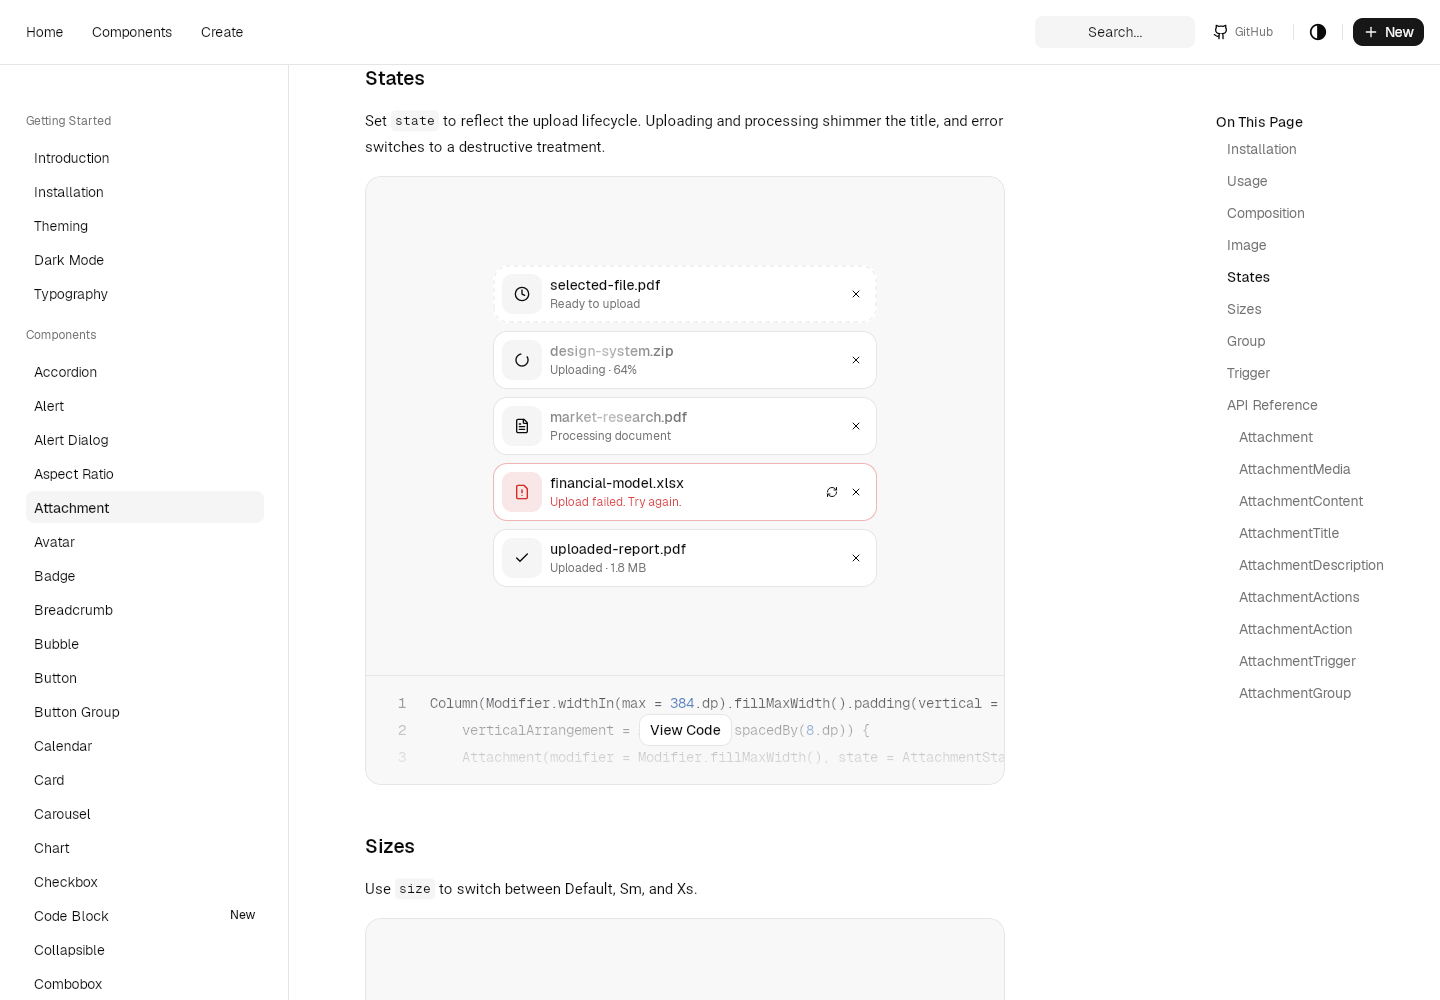 Home
Components
Create
Search...
GitHub
New
Getting Started
Introduction
Installation
Theming
Dark Mode
Typography
Components
Accordion
Alert
Alert Dialog
Aspect Ratio
Attachment
Avatar
Badge
Breadcrumb
Bubble
Button
Button Group
Calendar
Card
Carousel
Chart
Checkbox
Code Block New
Collapsible
Combobox
States
Set state to reflect the upload lifecycle. Uploading and processing shimmer the title, and error
switches to a destructive treatment.
selected-file.pdf
Ready to upload
design-system.zip
Uploading · 64%
market-research.pdf
Processing document
financial-model.xlsx
Upload failed. Try again.
uploaded-report.pdf
Uploaded · 1.8 MB
1 Column(Modifier.widthIn(max = 384.dp).fillMaxWidth().padding(vertical =
2 verticalArrangement = spacedBy(8.dp)) {
View Code
3 Attachment(modifier = Modifier.fillMaxWidth(), state = AttachmentSta
Sizes
Use size to switch between Default, Sm, and Xs.
On This Page
Installation
Usage
Composition
Image
States
Sizes
Group
Trigger
API Reference
Attachment
AttachmentMedia
AttachmentContent
AttachmentTitle
AttachmentDescription
AttachmentActions
AttachmentAction
AttachmentTrigger
AttachmentGroup